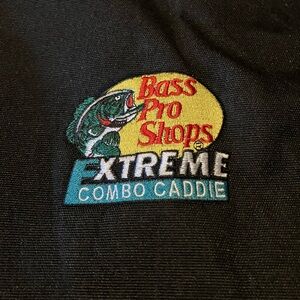 Bass
Pro
Shops®
EXTREME
COMBO CADDIE